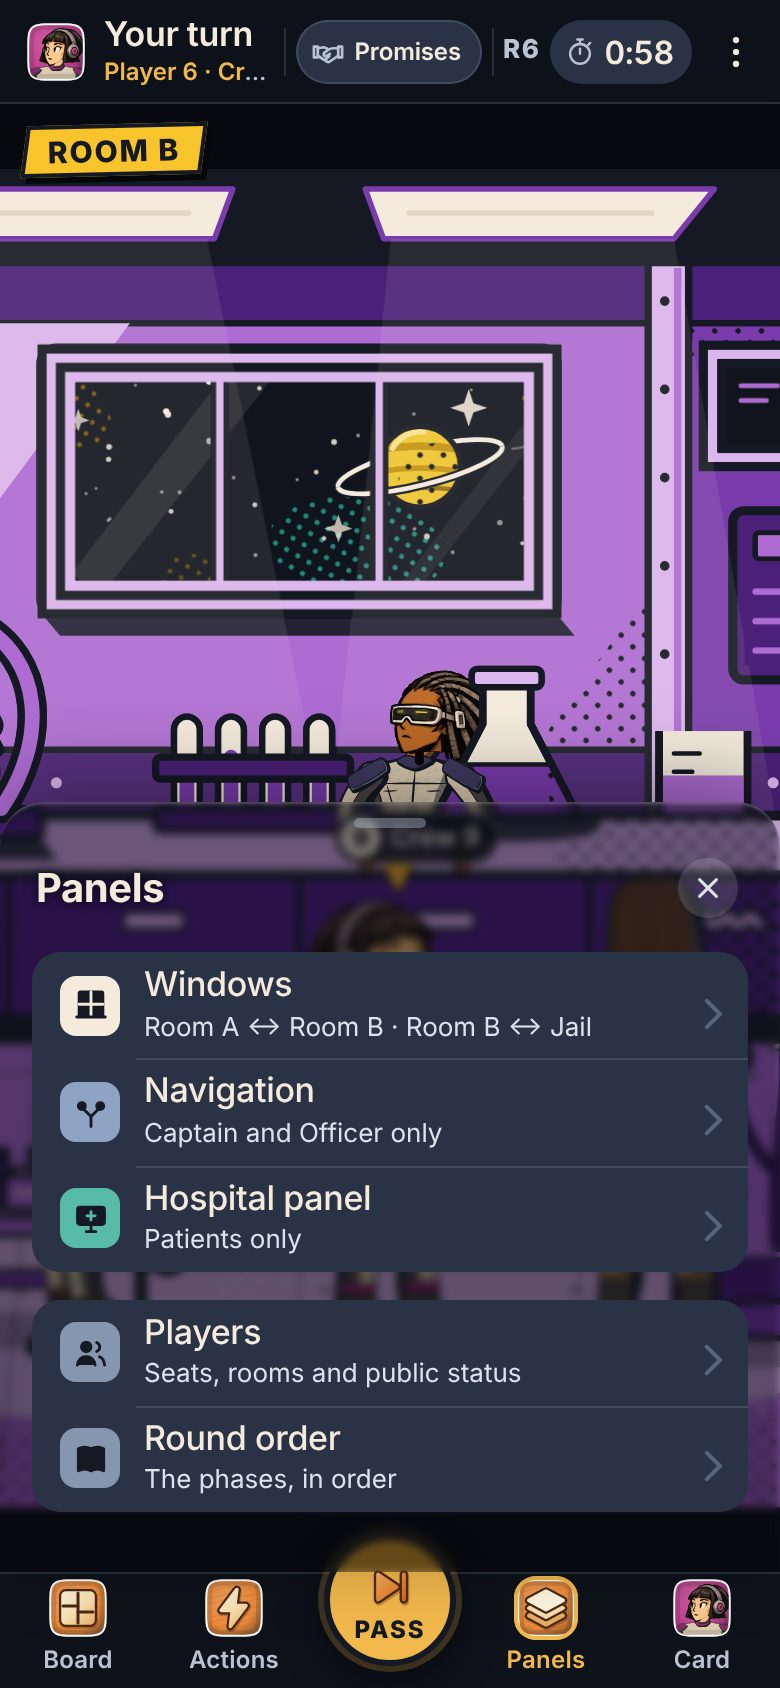 Your turn
Player 6 · Cr...
Promises
R6
0:58
ROOM B
Crew 8
Panels
Windows
Room A ↔ Room B · Room B ↔ Jail
Navigation
Captain and Officer only
Hospital panel
Patients only
Players
Seats, rooms and public status
Round order
The phases, in order
PASS
Board
Actions
Panels
Card